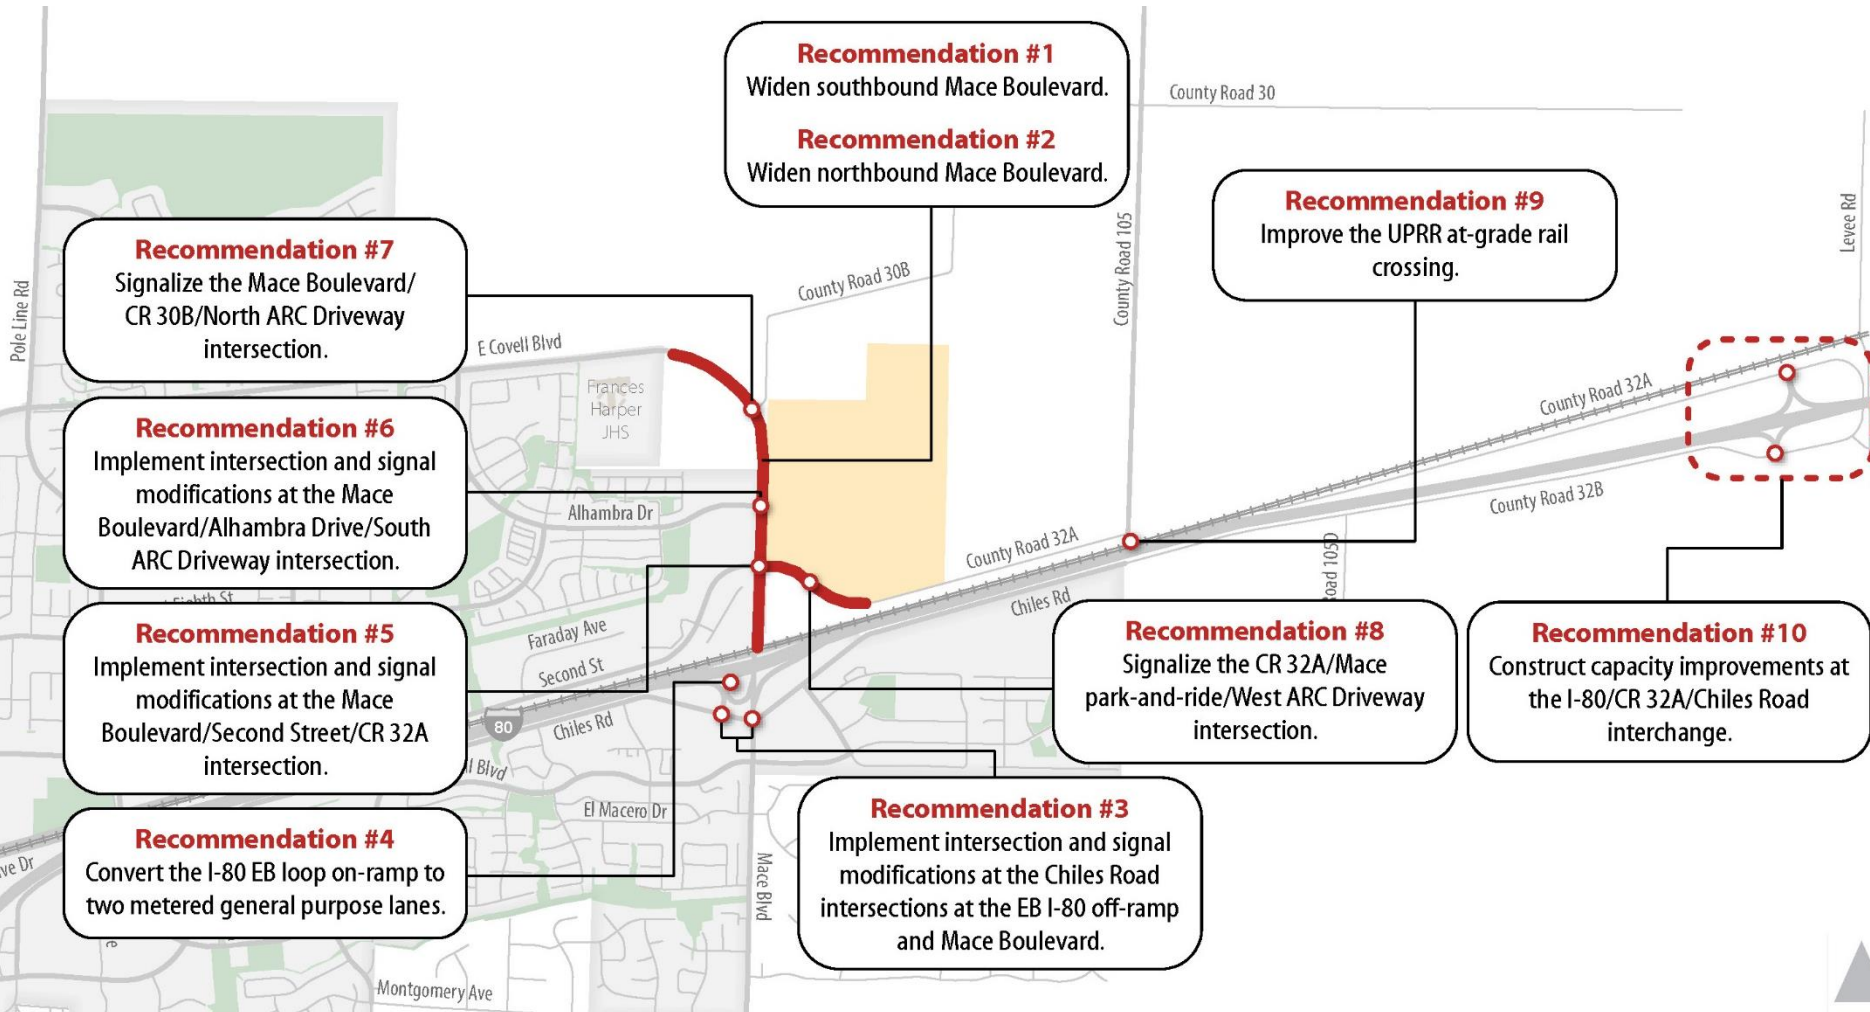 Recommendation #1
Widen southbound Mace Boulevard.
Recommendation #2
Widen northbound Mace Boulevard.
County Road 30
Recommendation #9
Improve the UPRR at-grade rail
crossing.
Levee Rd
County Road 105
Recommendation #7
Signalize the Mace Boulevard/
CR 30B/North ARC Driveway
intersection.
Pole Line Rd
County Road 30B
E Covell Blvd
Frances
Harper
JHS
County Road 32A
Recommendation #6
Implement intersection and signal
modifications at the Mace
Boulevard/Alhambra Drive/South
ARC Driveway intersection.
Alhambra Dr
County Road 32B
County Road 32A
Road 105D
Eighth St
Chiles Rd
Faraday Ave
Second St
Recommendation #5
Implement intersection and signal
modifications at the Mace
Boulevard/Second Street/CR 32A
intersection.
80
Chiles Rd
Recommendation #8
Signalize the CR 32A/Mace
park-and-ride/West ARC Driveway
intersection.
Recommendation #10
Construct capacity improvements at
the I-80/CR 32A/Chiles Road
interchange.
ll Blvd
El Macero Dr
Recommendation #4
Convert the I-80 EB loop on-ramp to
two metered general purpose lanes.
ve Dr
Mace Blvd
Recommendation #3
Implement intersection and signal
modifications at the Chiles Road
intersections at the EB I-80 off-ramp
and Mace Boulevard.
Montgomery Ave